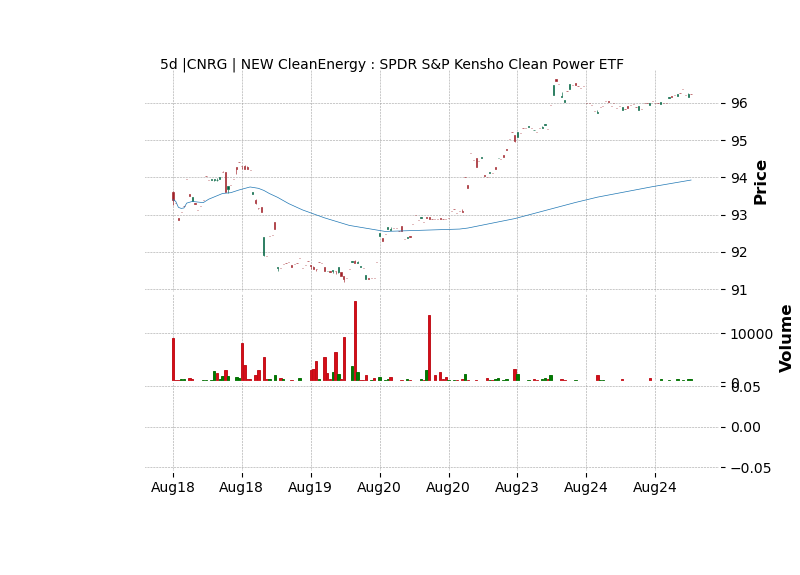 5d |CNRG | NEW CleanEnergy : SPDR S&P Kensho Clean Power ETF
96
95
94
93
92
91
Price
10000
0
Volume
0.05
0.00
−0.05
Aug18 Aug18 Aug19 Aug20 Aug20 Aug23 Aug24 Aug24